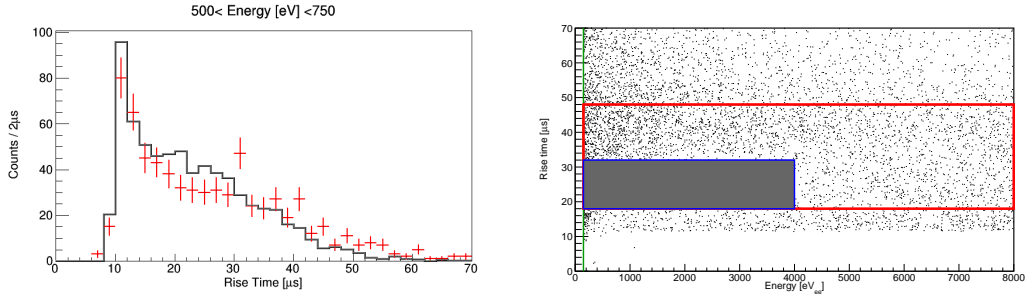 500< Energy [eV] <750
Counts / 2μs
100
80
60
40
20
0
0 10 20 30 40 50 60 70
Rise Time [μs]
Rise time [μs]
70
60
50
40
30
20
10
0
0 1000 2000 3000 4000 5000 6000 7000 8000
Energy [eVee]